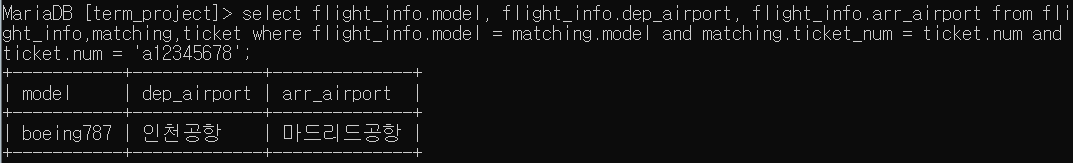 MariaDB [term_project]> select flight_info.model, flight_info.dep_airport, flight_info.arr_airport from fli
ght_info,matching,ticket where flight_info.model = matching.model and matching.ticket_num = ticket.num and
ticket.num = 'a12345678';
+-----------+-------------+--------------+
| model     | dep_airport | arr_airport  |
+-----------+-------------+--------------+
| boeing787 | 인천공항    | 마드리드공항 |
+-----------+-------------+--------------+